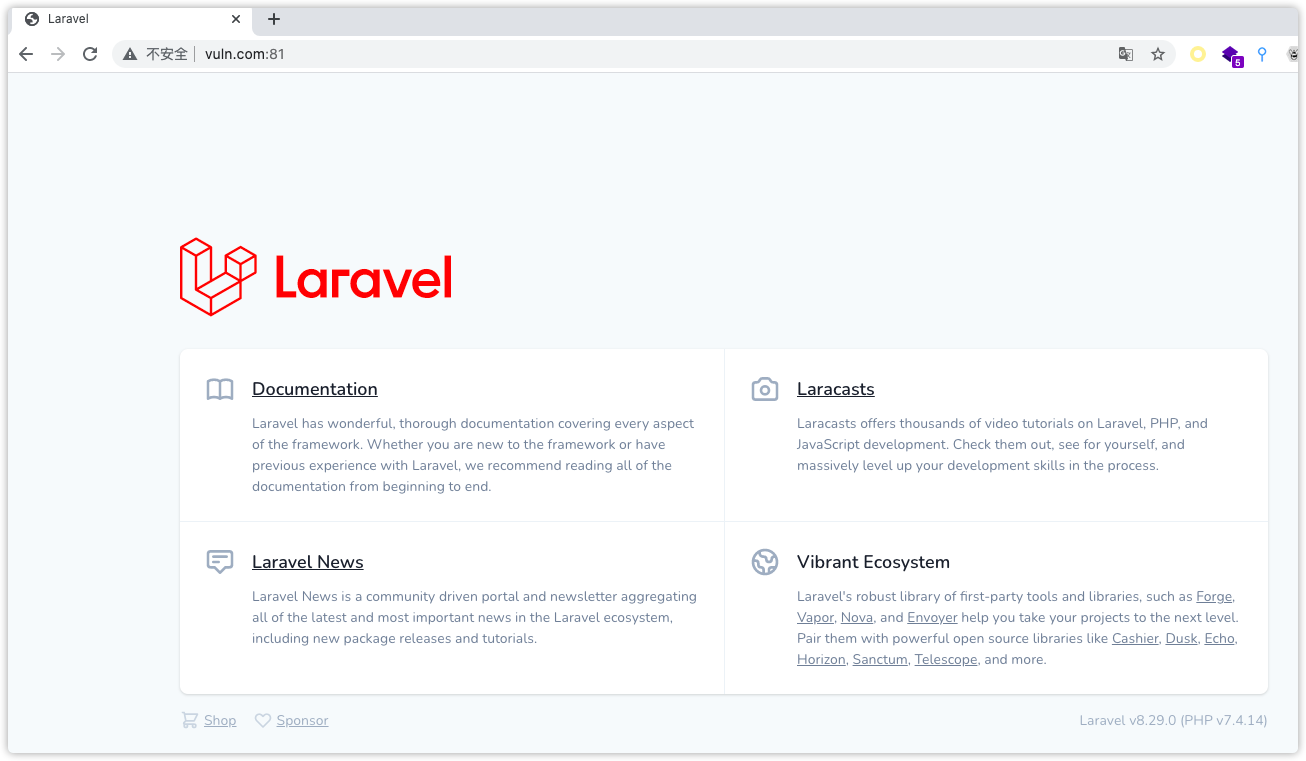 Laravel
不安全 vuln.com:81
5
Laravel
Documentation
Laravel has wonderful, thorough documentation covering every aspect
of the framework. Whether you are new to the framework or have
previous experience with Laravel, we recommend reading all of the
documentation from beginning to end.
Laracasts
Laracasts offers thousands of video tutorials on Laravel, PHP, and
JavaScript development. Check them out, see for yourself, and
massively level up your development skills in the process.
Laravel News
Laravel News is a community driven portal and newsletter aggregating
all of the latest and most important news in the Laravel ecosystem,
including new package releases and tutorials.
Vibrant Ecosystem
Laravel's robust library of first-party tools and libraries, such as Forge,
Vapor, Nova, and Envoyer help you take your projects to the next level.
Pair them with powerful open source libraries like Cashier, Dusk, Echo,
Horizon, Sanctum, Telescope, and more.
Shop Sponsor
Laravel v8.29.0 (PHP v7.4.14)